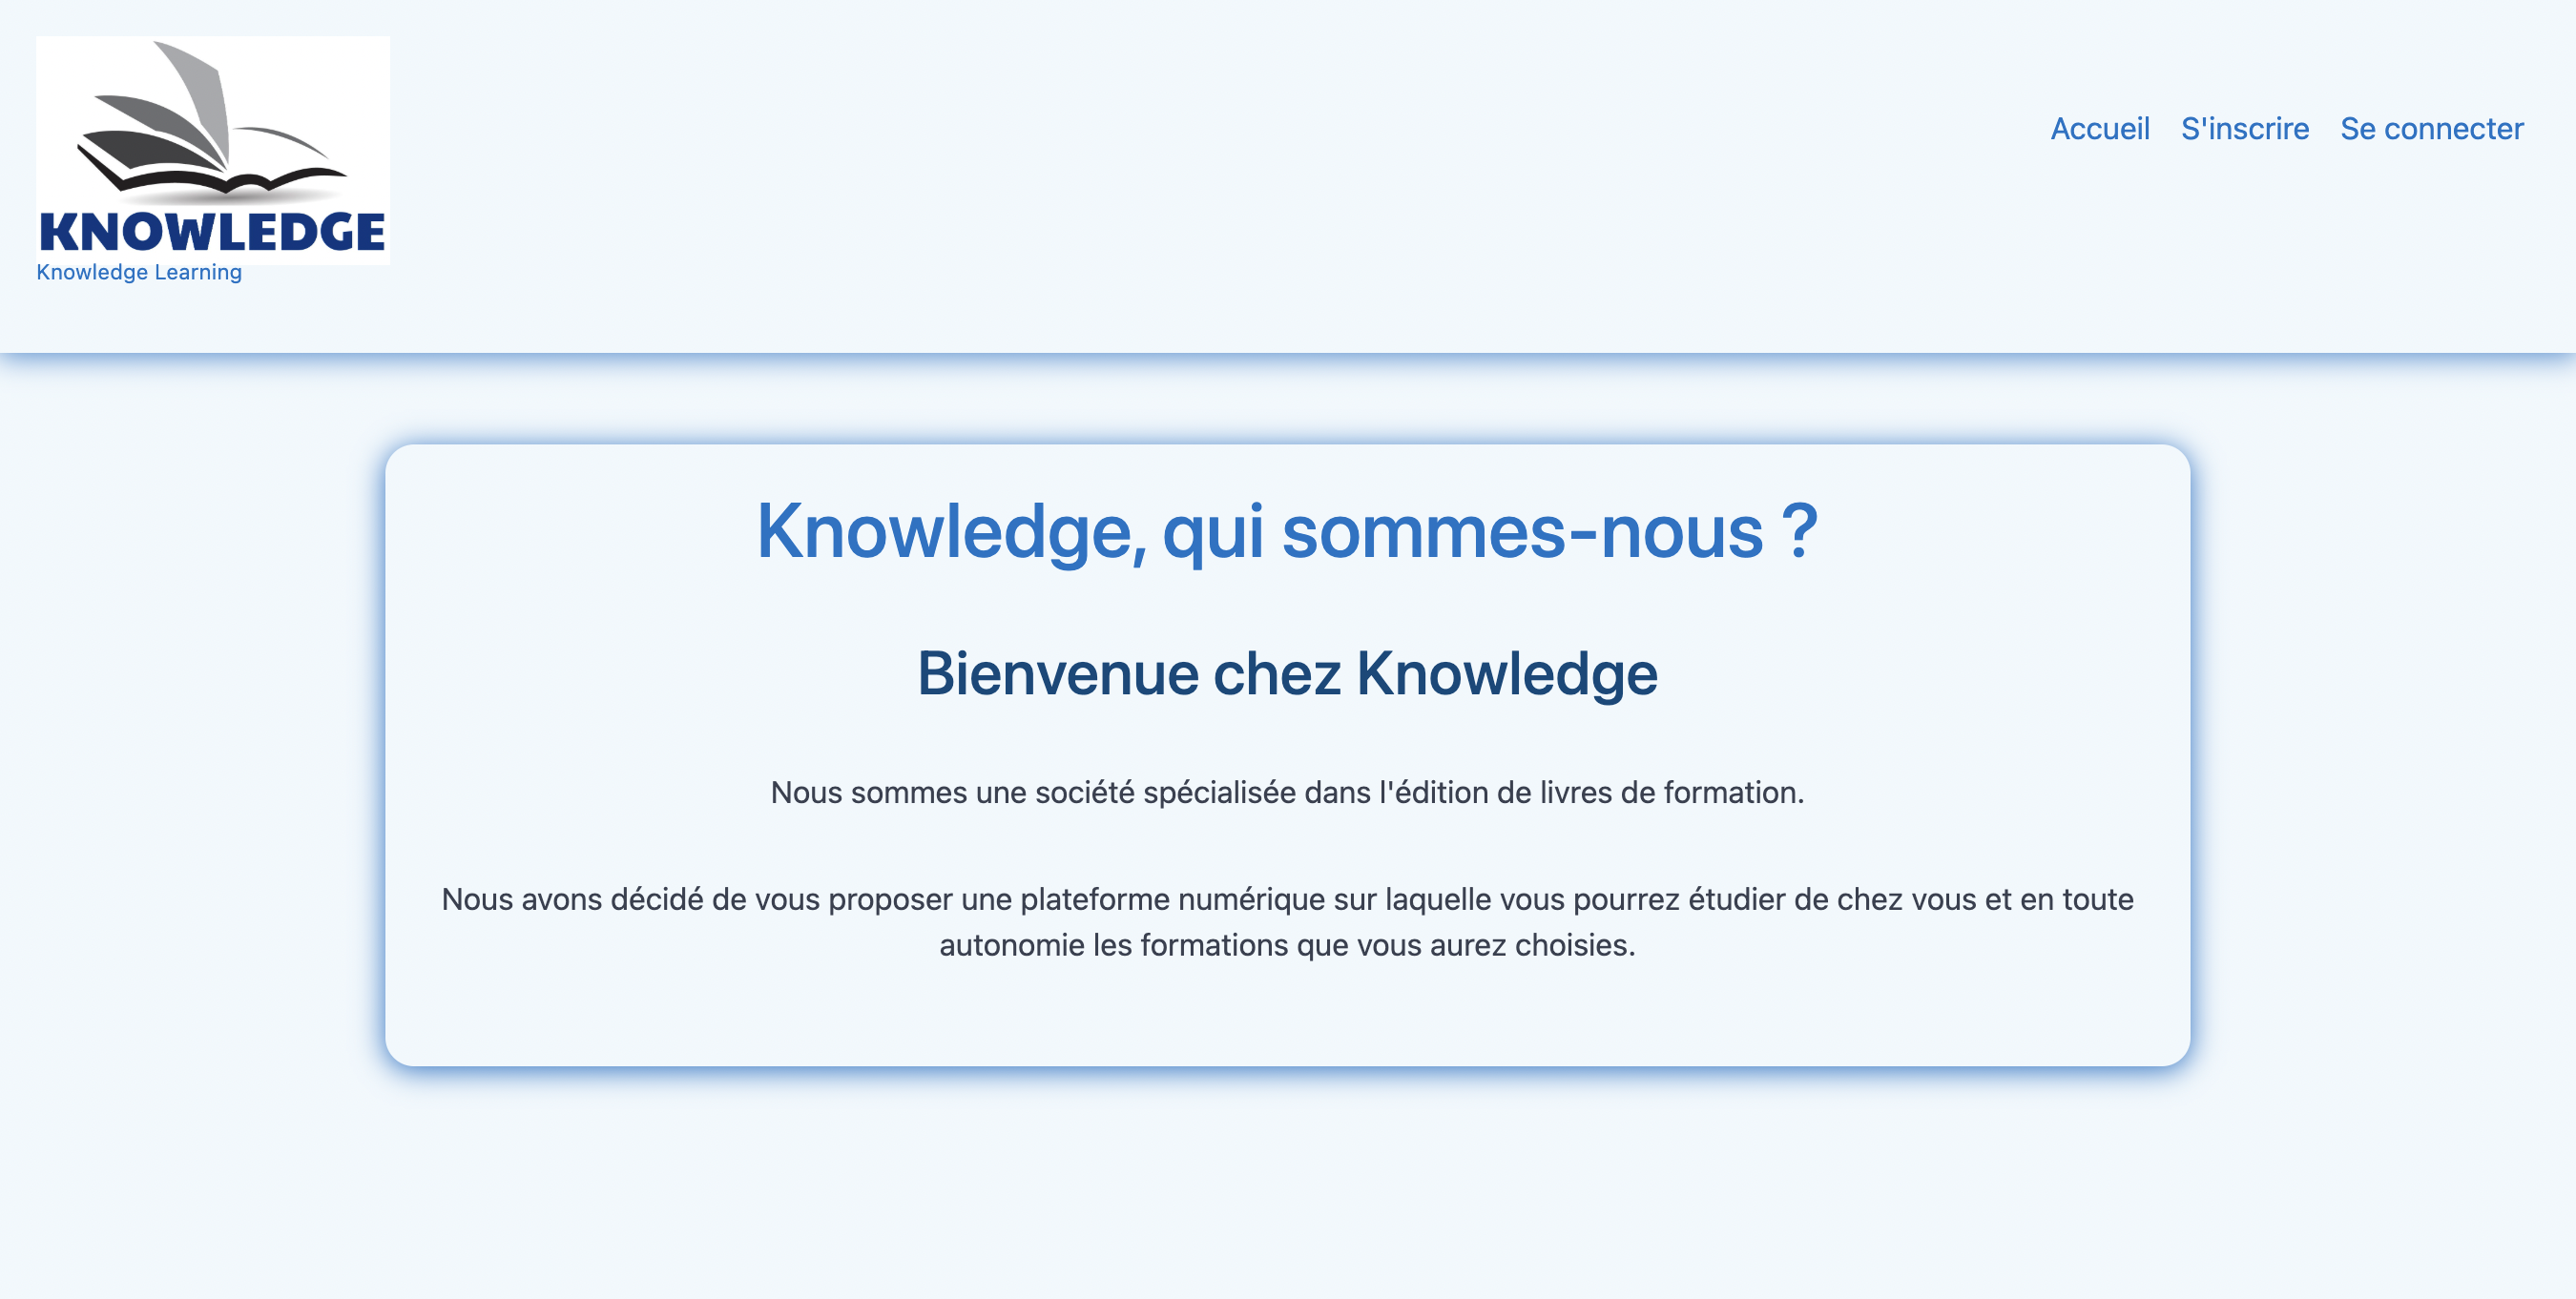 KNOWLEDGE
Knowledge Learning
Accueil S'inscrire Se connecter
Knowledge, qui sommes-nous ?
Bienvenue chez Knowledge
Nous sommes une société spécialisée dans l'édition de livres de formation.
Nous avons décidé de vous proposer une plateforme numérique sur laquelle vous pourrez étudier de chez vous et en toute
autonomie les formations que vous aurez choisies.